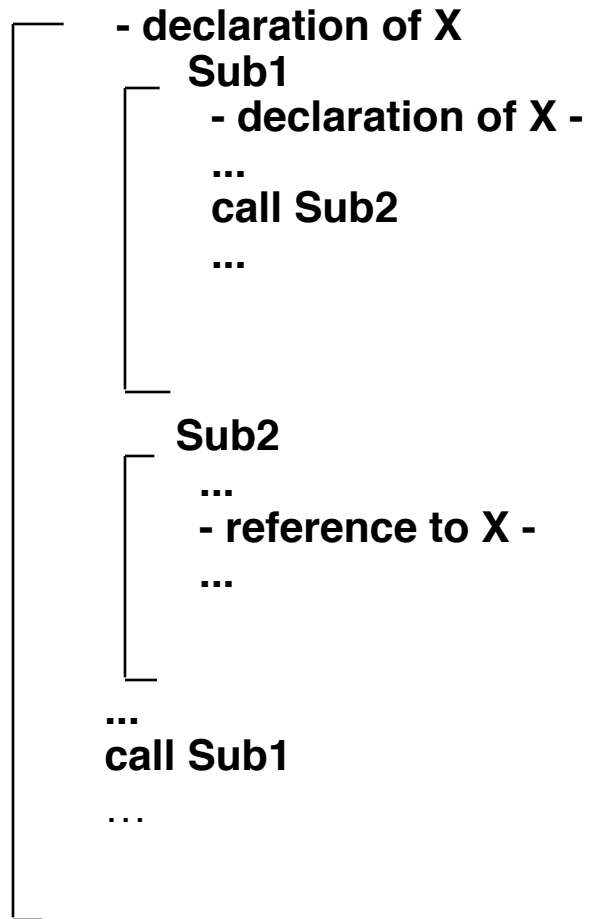 - declaration of X
Sub1
- declaration of X -
...
call Sub2
...
Sub2
...
- reference to X -
...
...
call Sub1
…